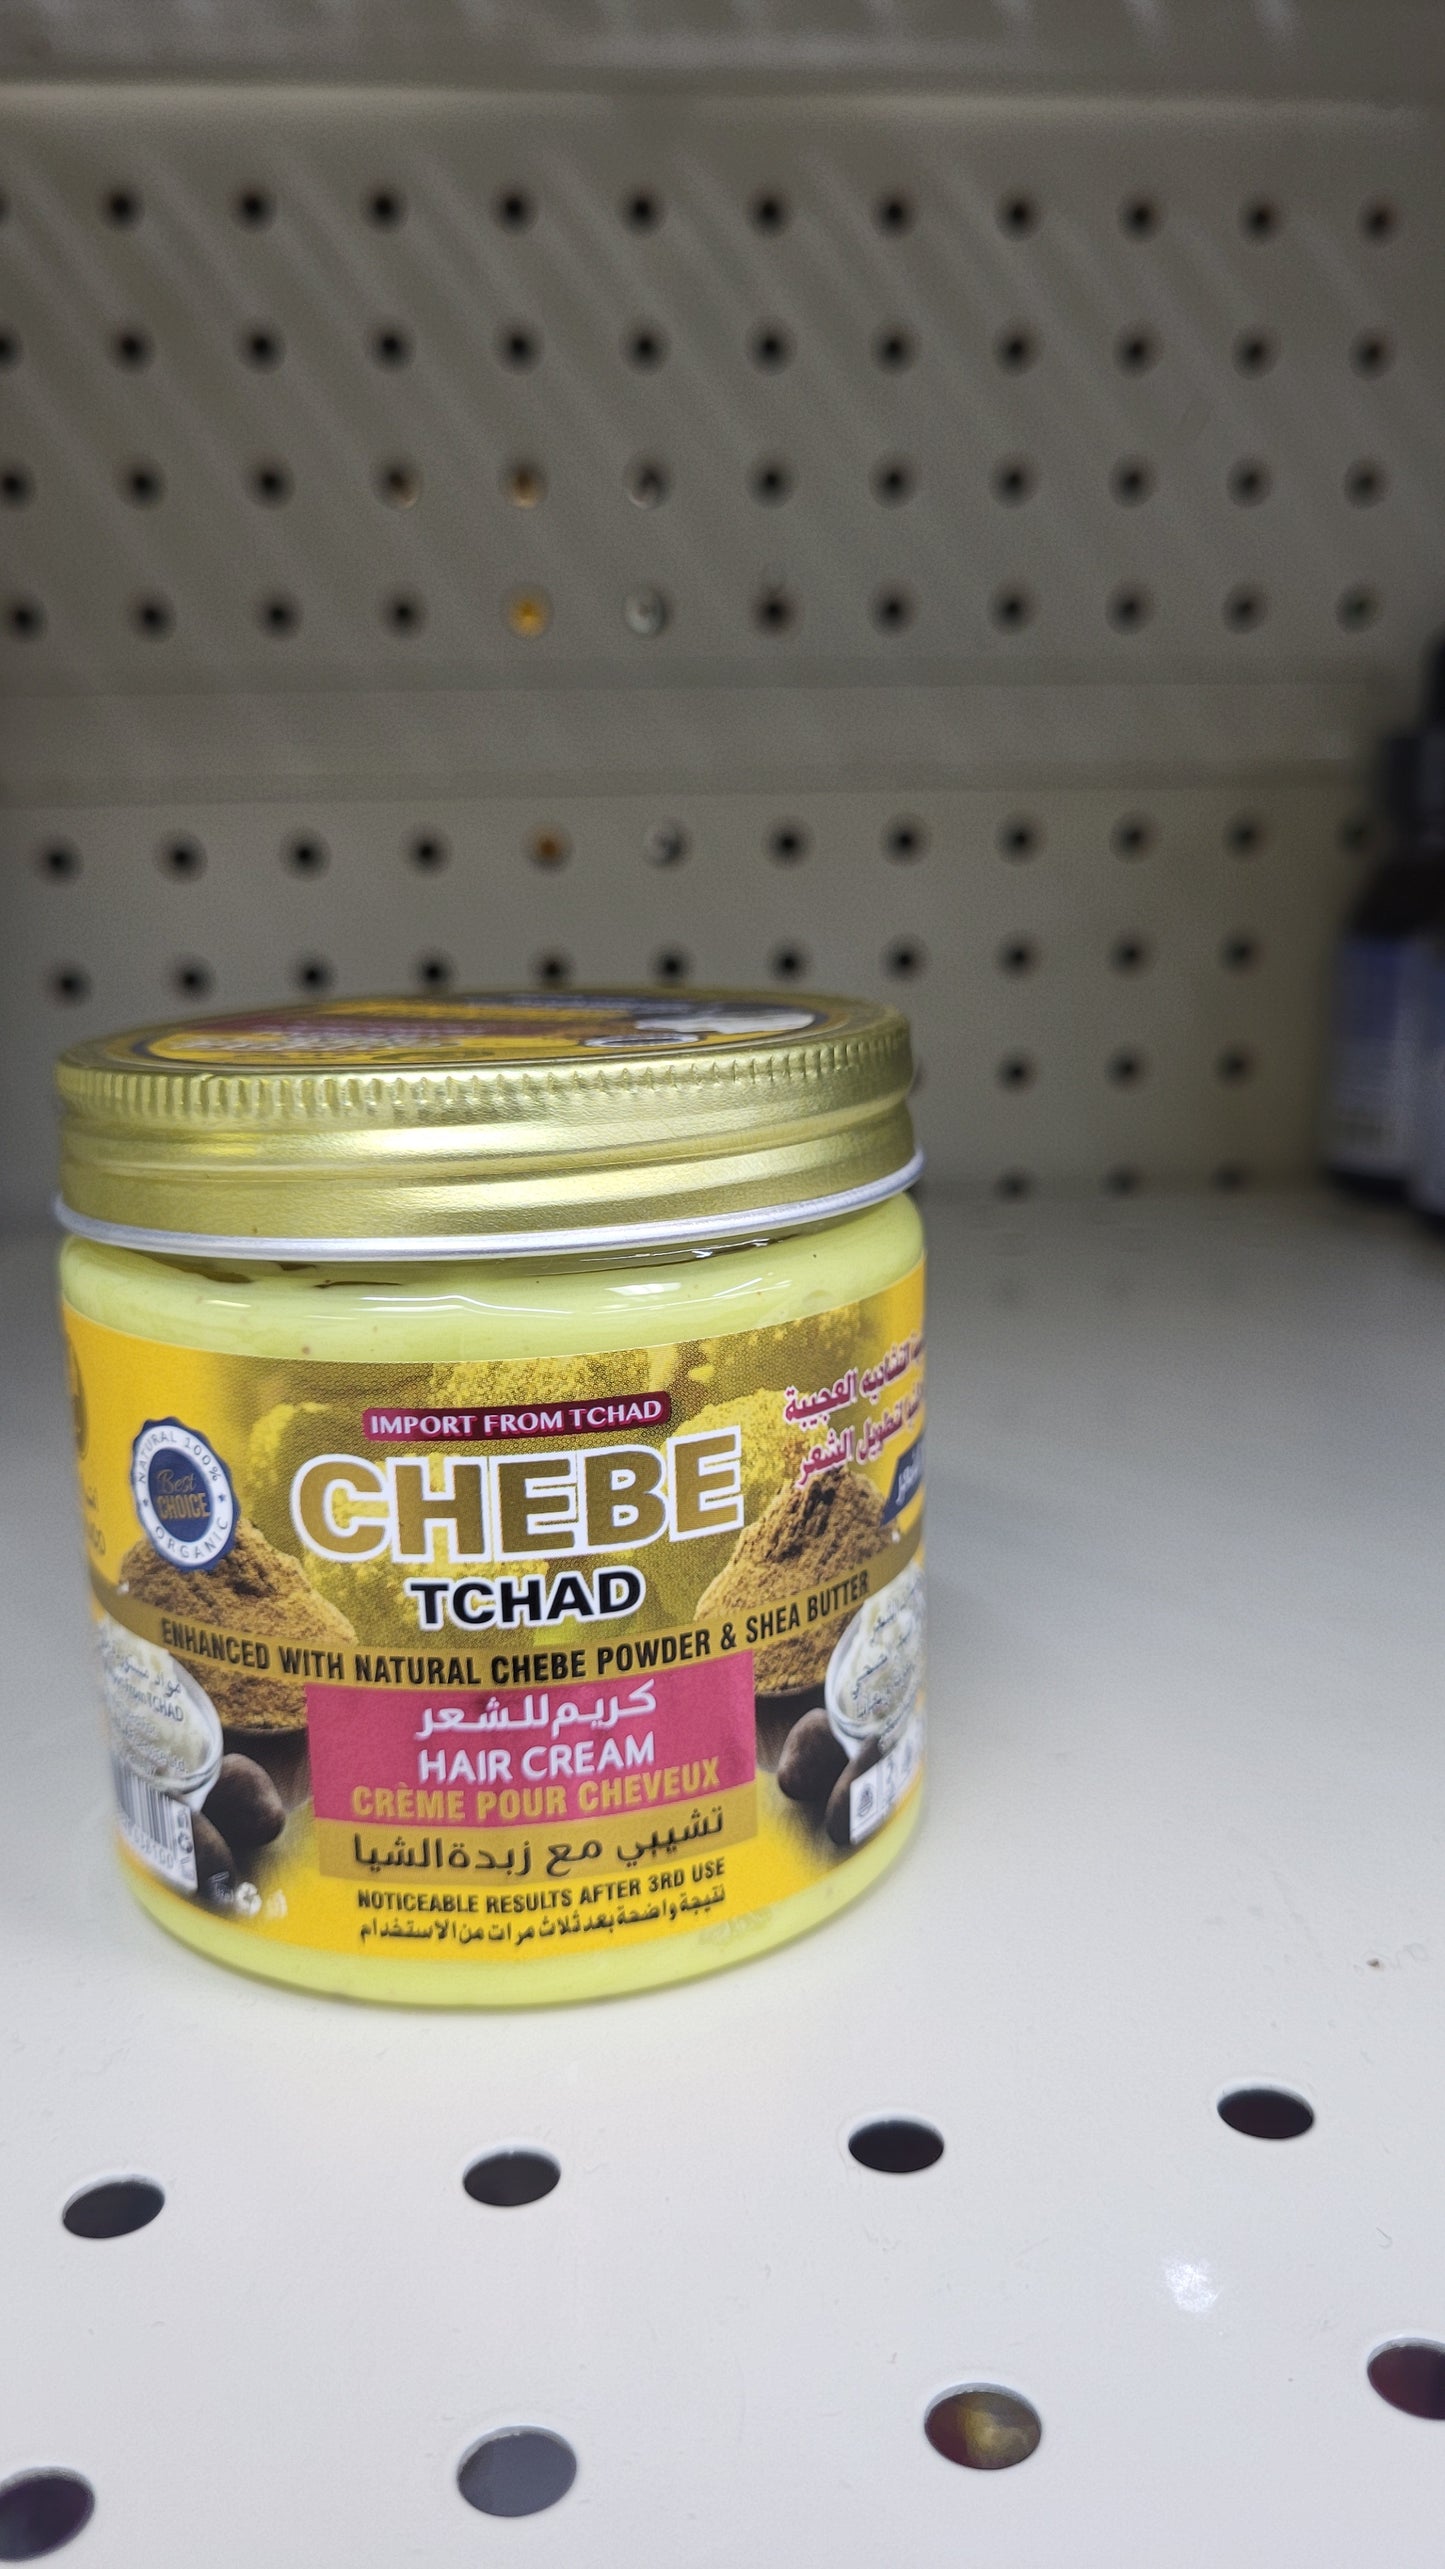 IMPORT FROM TCHAD
CHEBE
TCHAD
NATURAL 100%
Best
CHOICE
ORGANIC
العجيبة
لتطويل الشعر
ENHANCED WITH NATURAL CHEBE POWDER & SHEA BUTTER
كريم للشعر
HAIR CREAM
CRÈME POUR CHEVEUX
تشيبي مع زبدة الشيا
NOTICEABLE RESULTS AFTER 3RD USE
نتيجة واضحة بعد ثلاث مرات من الاستخدام
مواد
TCHAD